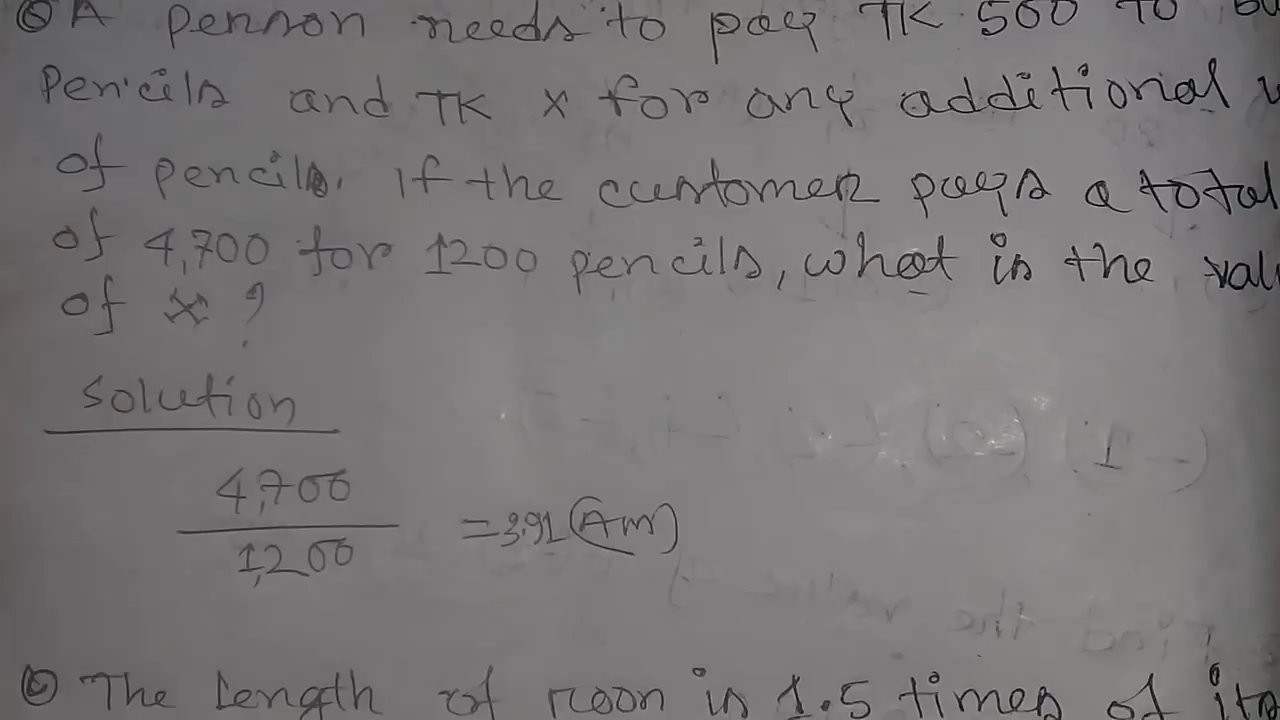 ⑥ A person needs to pay TK 500 to
Pencils and TK x for any additional
of pencils. If the customer pays a total
of 4,700 for 1200 pencils, what is the
of x ?
Solution
4,700
1,200
=3.91 (Ans)
⑥ The Length of room is 1.5 times of its